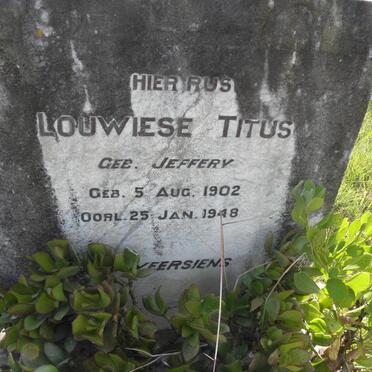 HIER RUS
LOUWIESE TITUS
GEB. JEFFERY
GEB. 5 AUG. 1902
OORL. 25 JAN. 1948